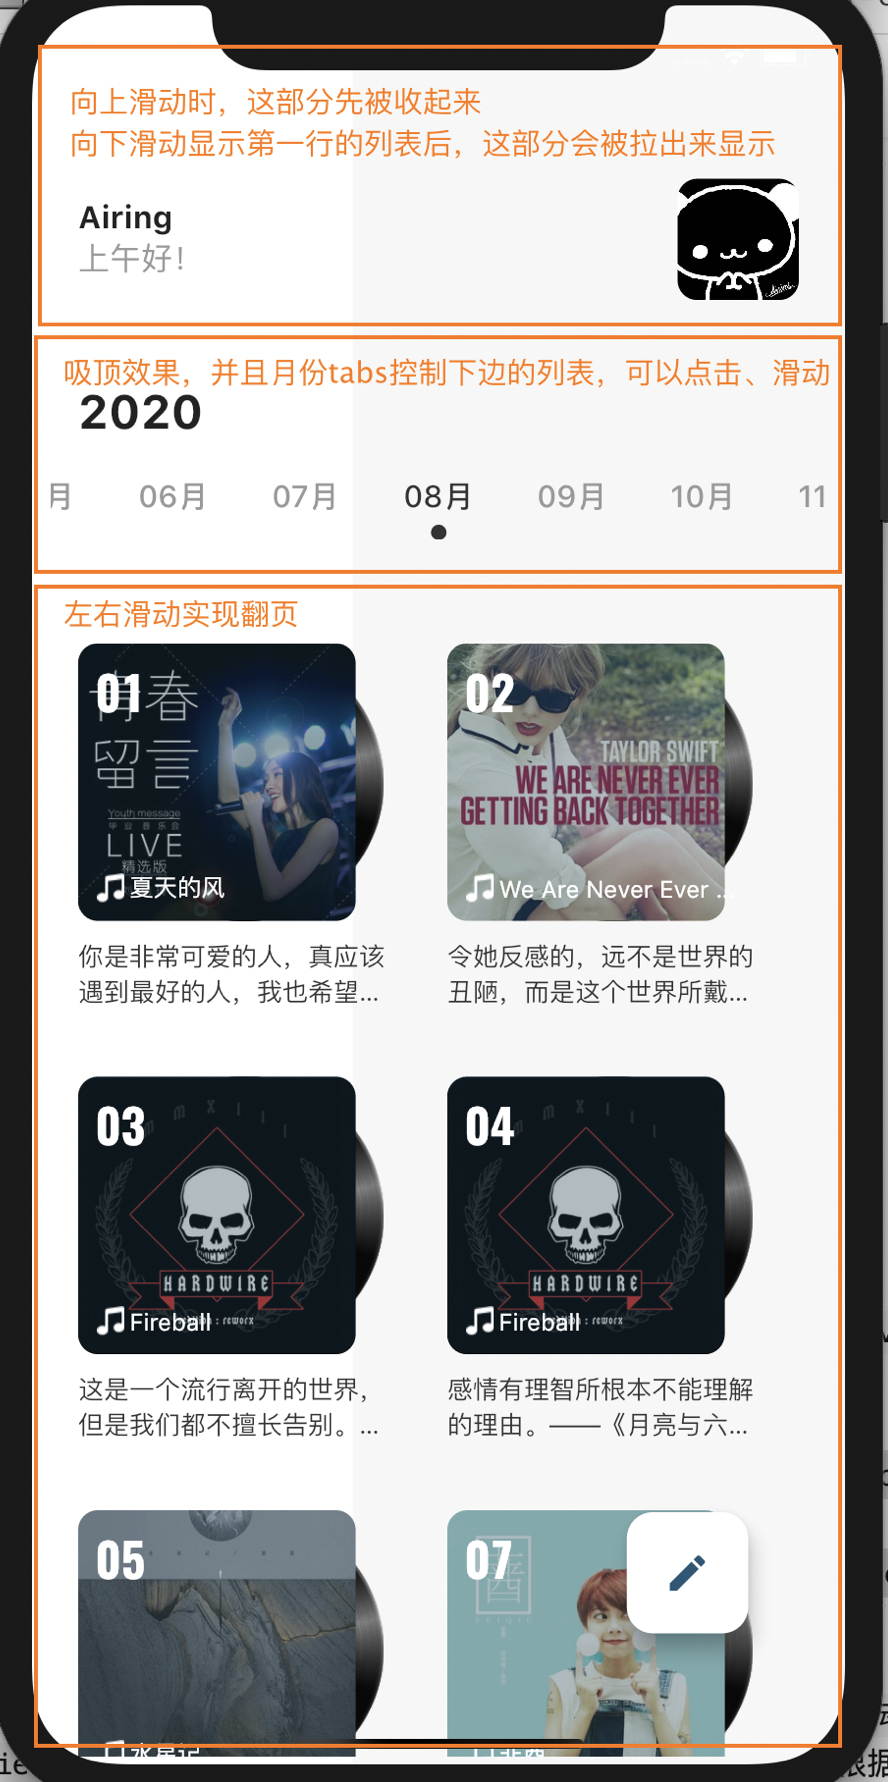 向上滑动时，这部分先被收起来
向下滑动显示第一行的列表后，这部分会被拉出来显示
Airing
上午好！
吸顶效果，并且月份tabs控制下边的列表，可以点击、滑动
2020
月 06月 07月 08月 09月 10月 11
左右滑动实现翻页
01
青春
留言
Youth message
毕业音乐会
LIVE
精选版
夏天的风
02
TAYLOR SWIFT
WE ARE NEVER EVER
GETTING BACK TOGETHER
We Are Never Ever ...
你是非常可爱的人，真应该
遇到最好的人，我也希望...
令她反感的，远不是世界的
丑陋，而是这个世界所戴...
03
HARDWIRE
Fireball
04
HARDWIRE
Fireball
这是一个流行离开的世界，
但是我们都不擅长告别。...
感情有理智所根本不能理解
的理由。——《月亮与六...
05
水星记
07